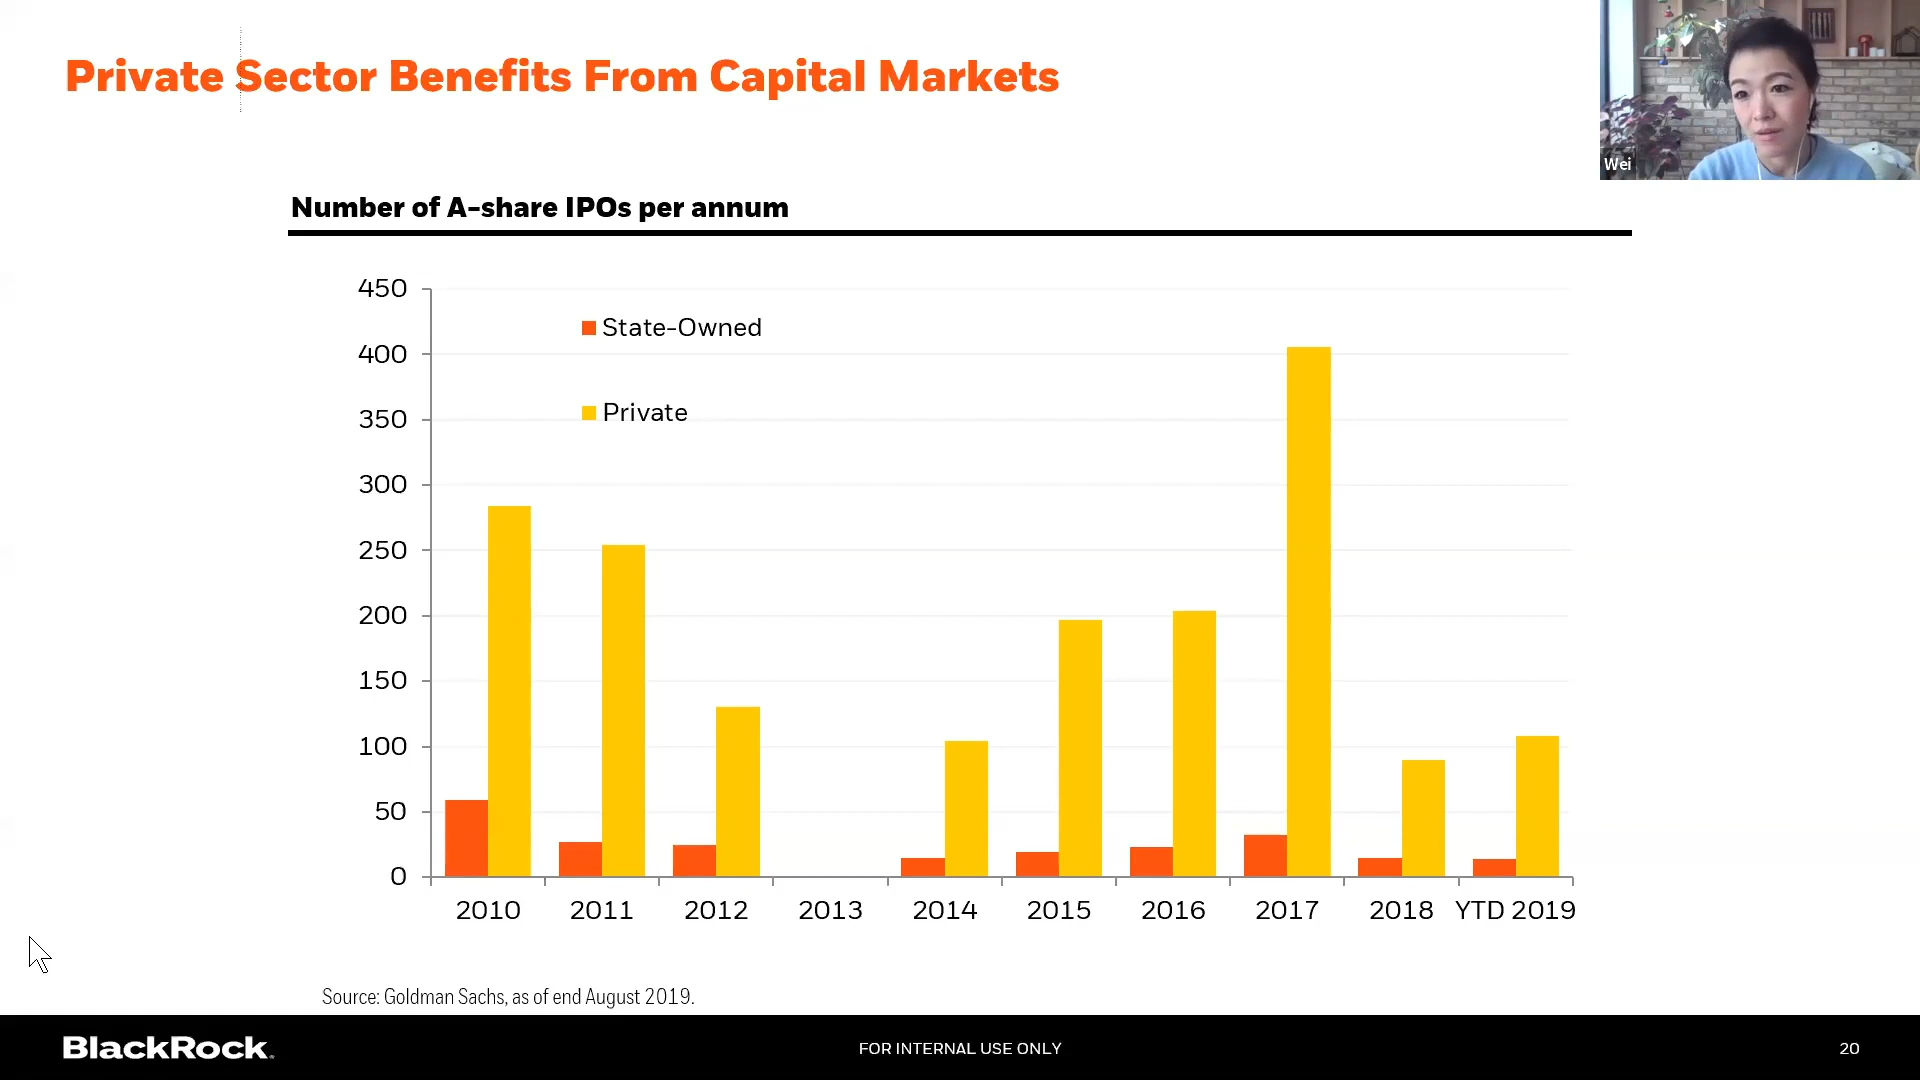 Private Sector Benefits From Capital Markets
Wei
Number of A-share IPOs per annum
450
400
350
300
250
200
150
100
50
0
State-Owned
Private
2010 2011 2012 2013 2014 2015 2016 2017 2018 YTD 2019
Source: Goldman Sachs, as of end August 2019.
BlackRock. FOR INTERNAL USE ONLY 20